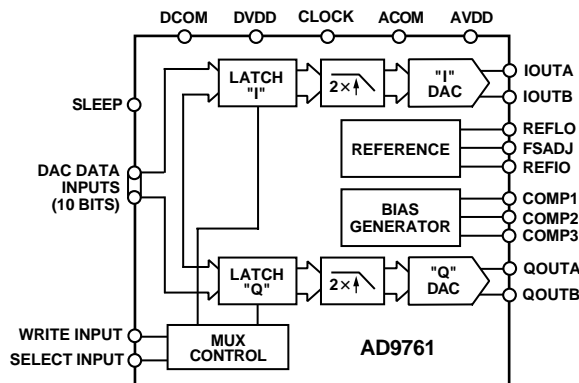 DCOM DVDD CLOCK ACOM AVDD
SLEEP
DAC DATA
INPUTS
(10 BITS)
WRITE INPUT
SELECT INPUT
LATCH
"I"
2×
"I"
DAC
IOUTA
IOUTB
REFERENCE
REFLO
FSADJ
REFIO
BIAS
GENERATOR
COMP1
COMP2
COMP3
LATCH
"Q"
2×
"Q"
DAC
QOUTA
QOUTB
MUX
CONTROL
AD9761